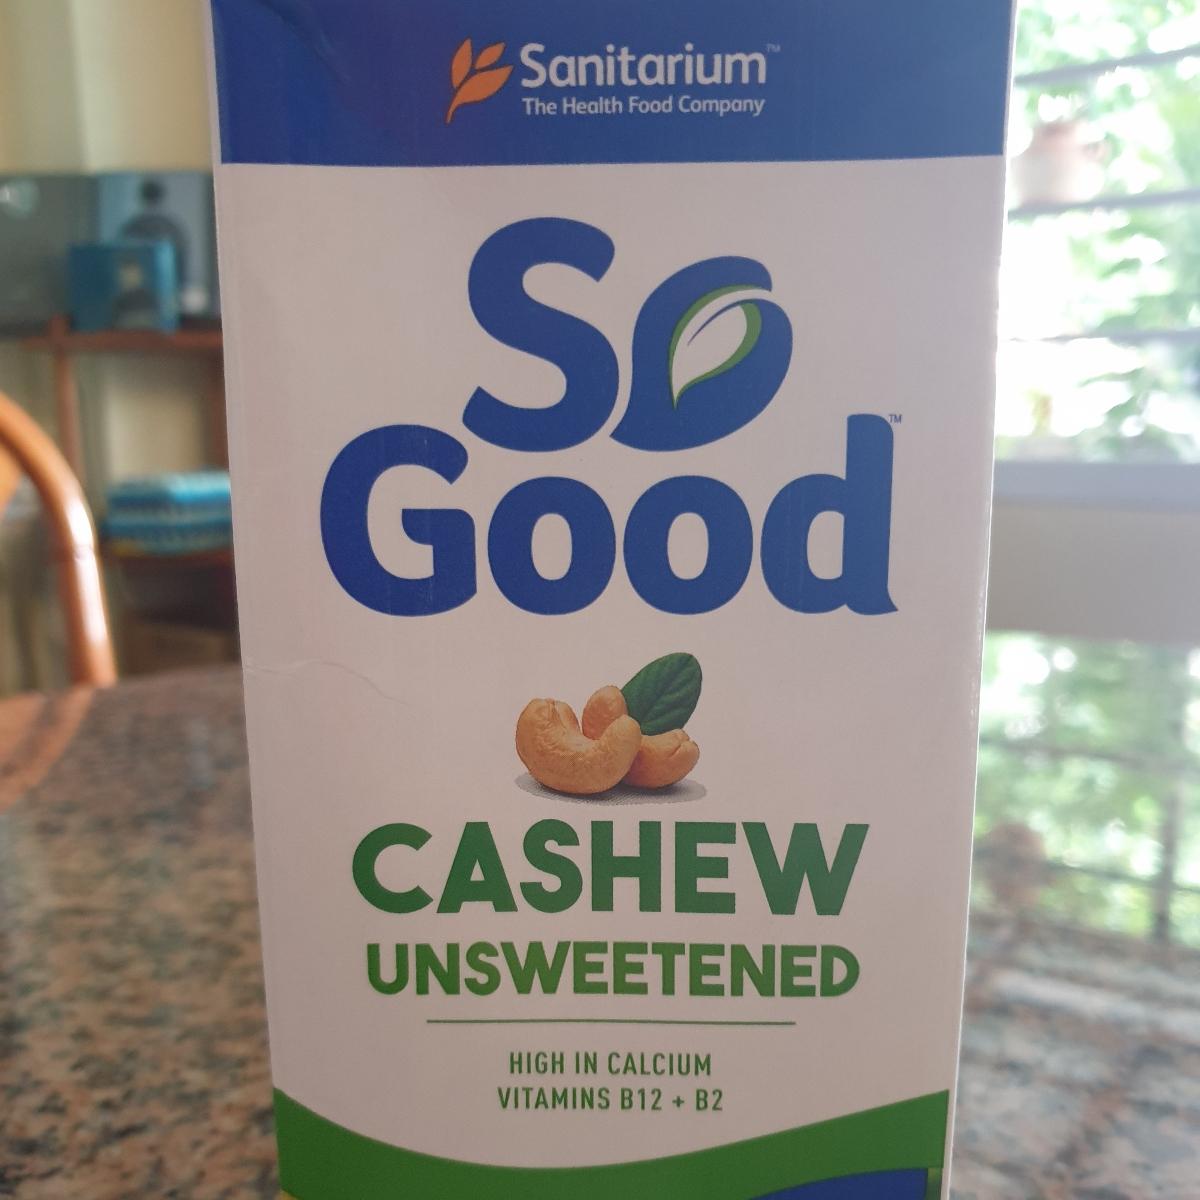 Sanitarium™
The Health Food Company
So
Good™
CASHEW
UNSWEETENED
HIGH IN CALCIUM
VITAMINS B12 + B2